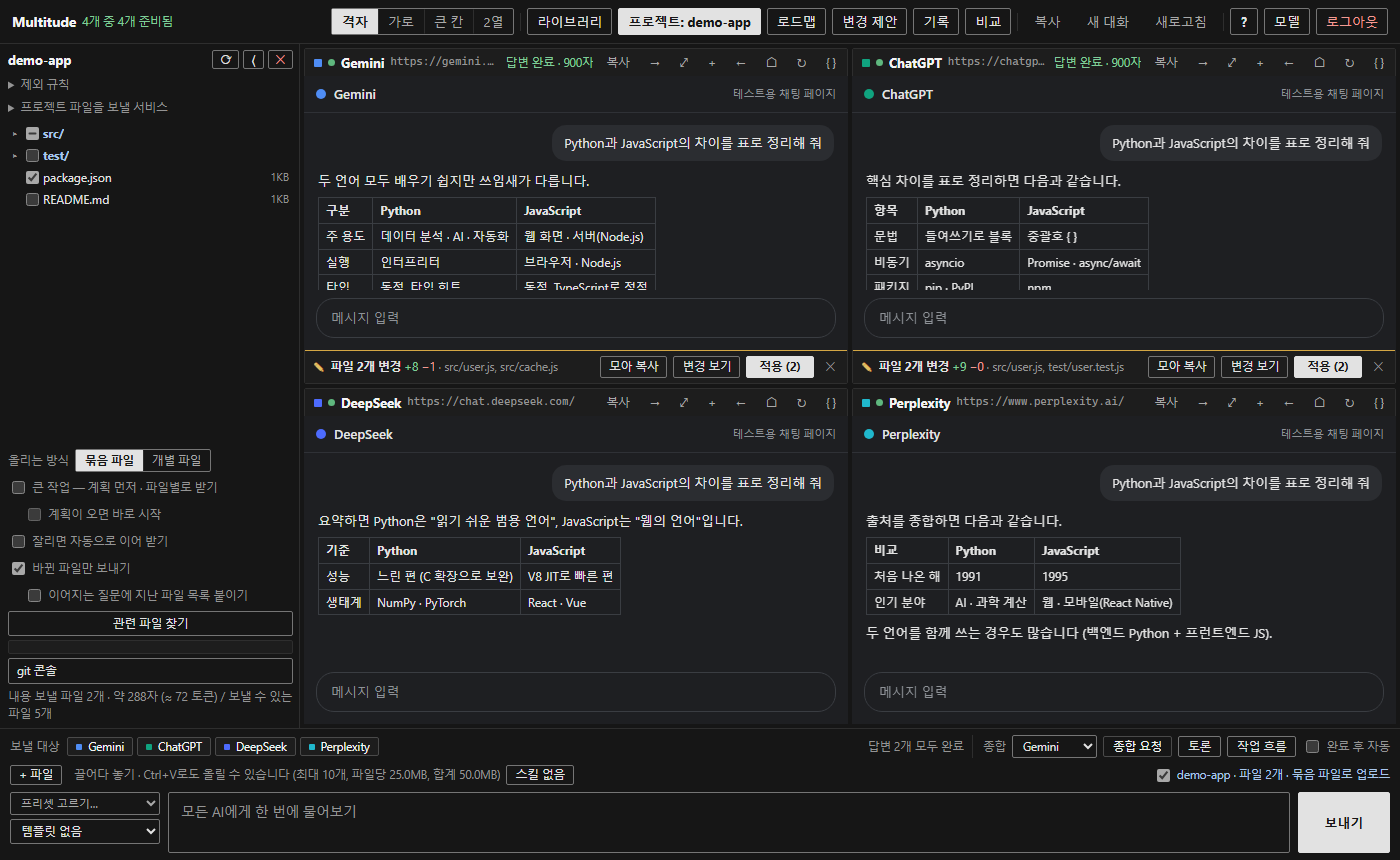 Multitude 4개 중 4개 준비됨 격자 가로 큰 칸 2열 라이브러리 프로젝트: demo-app 로드맵 변경 제안 기록 비교 복사 새 대화 새로고침 ? 모델 로그아웃
demo-app
제외 규칙
프로젝트 파일을 보낼 서비스
src/
test/
package.json 1KB
README.md 1KB
올리는 방식 묶음 파일 개별 파일
큰 작업 — 계획 먼저 · 파일별로 받기
계획이 오면 바로 시작
잘리면 자동으로 이어 받기
바뀐 파일만 보내기
이어지는 질문에 지난 파일 목록 붙이기
관련 파일 찾기
git 콘솔
내용 보낼 파일 2개 · 약 288자 (≈ 72 토큰) / 보낼 수 있는
파일 5개
Gemini https://gemini.… 답변 완료 · 900자 복사 → ⤢ + ← ↻ { }
Gemini 테스트용 채팅 페이지
Python과 JavaScript의 차이를 표로 정리해 줘
두 언어 모두 배우기 쉽지만 쓰임새가 다릅니다.
구분 Python JavaScript
주 용도 데이터 분석 · AI · 자동화 웹 화면 · 서버(Node.js)
실행 인터프리터 브라우저 · Node.js
타입 동적, 타입 힌트 동적, TypeScript로 정적
메시지 입력
파일 2개 변경 +8 −1 · src/user.js, src/cache.js 모아 복사 변경 보기 적용 (2) ×
ChatGPT https://chatgp… 답변 완료 · 900자 복사 → ⤢ + ← ↻ { }
ChatGPT 테스트용 채팅 페이지
Python과 JavaScript의 차이를 표로 정리해 줘
핵심 차이를 표로 정리하면 다음과 같습니다.
항목 Python JavaScript
문법 들여쓰기로 블록 중괄호 { }
비동기 asyncio Promise · async/await
패키지 pip · PyPI npm
메시지 입력
파일 2개 변경 +9 −0 · src/user.js, test/user.test.js 모아 복사 변경 보기 적용 (2) ×
DeepSeek https://chat.deepseek.com/ 복사 → ⤢ + ← ↻ { }
DeepSeek 테스트용 채팅 페이지
Python과 JavaScript의 차이를 표로 정리해 줘
요약하면 Python은 "읽기 쉬운 범용 언어", JavaScript는 "웹의 언어"입니다.
기준 Python JavaScript
성능 느린 편 (C 확장으로 보완) V8 JIT로 빠른 편
생태계 NumPy · PyTorch React · Vue
메시지 입력
Perplexity https://www.perplexity.ai/ 복사 → ⤢ + ← ↻ { }
Perplexity 테스트용 채팅 페이지
Python과 JavaScript의 차이를 표로 정리해 줘
출처를 종합하면 다음과 같습니다.
비교 Python JavaScript
처음 나온 해 1991 1995
인기 분야 AI · 과학 계산 웹 · 모바일(React Native)
두 언어를 함께 쓰는 경우도 많습니다 (백엔드 Python + 프런트엔드 JS).
메시지 입력
보낼 대상 Gemini ChatGPT DeepSeek Perplexity 답변 2개 모두 완료 종합 Gemini 종합 요청 토론 작업 흐름 완료 후 자동
+ 파일 끌어다 놓기 · Ctrl+V로도 올릴 수 있습니다 (최대 10개, 파일당 25.0MB, 합계 50.0MB) 스킬 없음 demo-app · 파일 2개 · 묶음 파일로 업로드
프리셋 고르기...
템플릿 없음
모든 AI에게 한 번에 물어보기
보내기